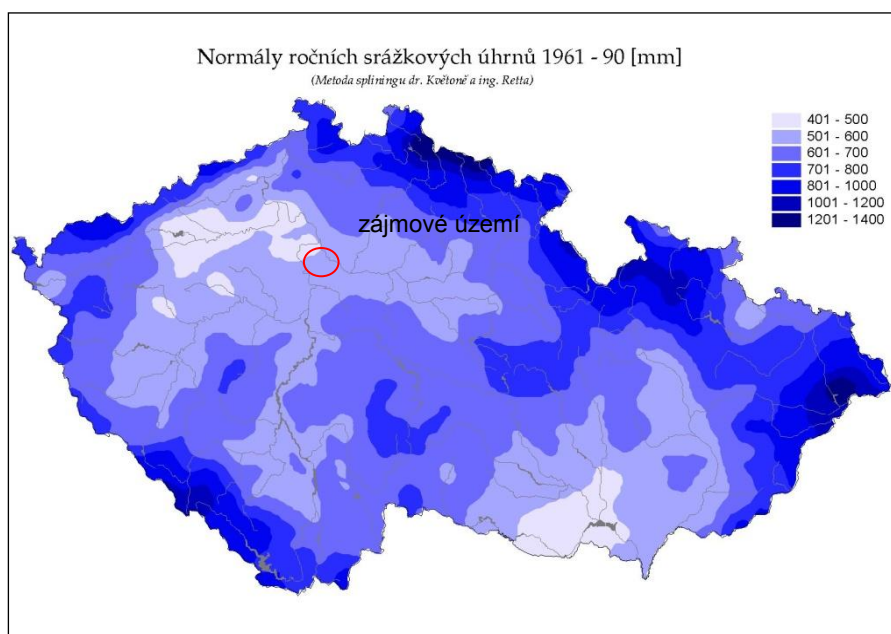 Normály ročních srážkových úhrnů 1961 - 90 [mm]
(Metoda spliningu dr. Květoně a ing. Retta)
401 - 500
501 - 600
601 - 700
701 - 800
801 - 1000
1001 - 1200
1201 - 1400
zájmové území